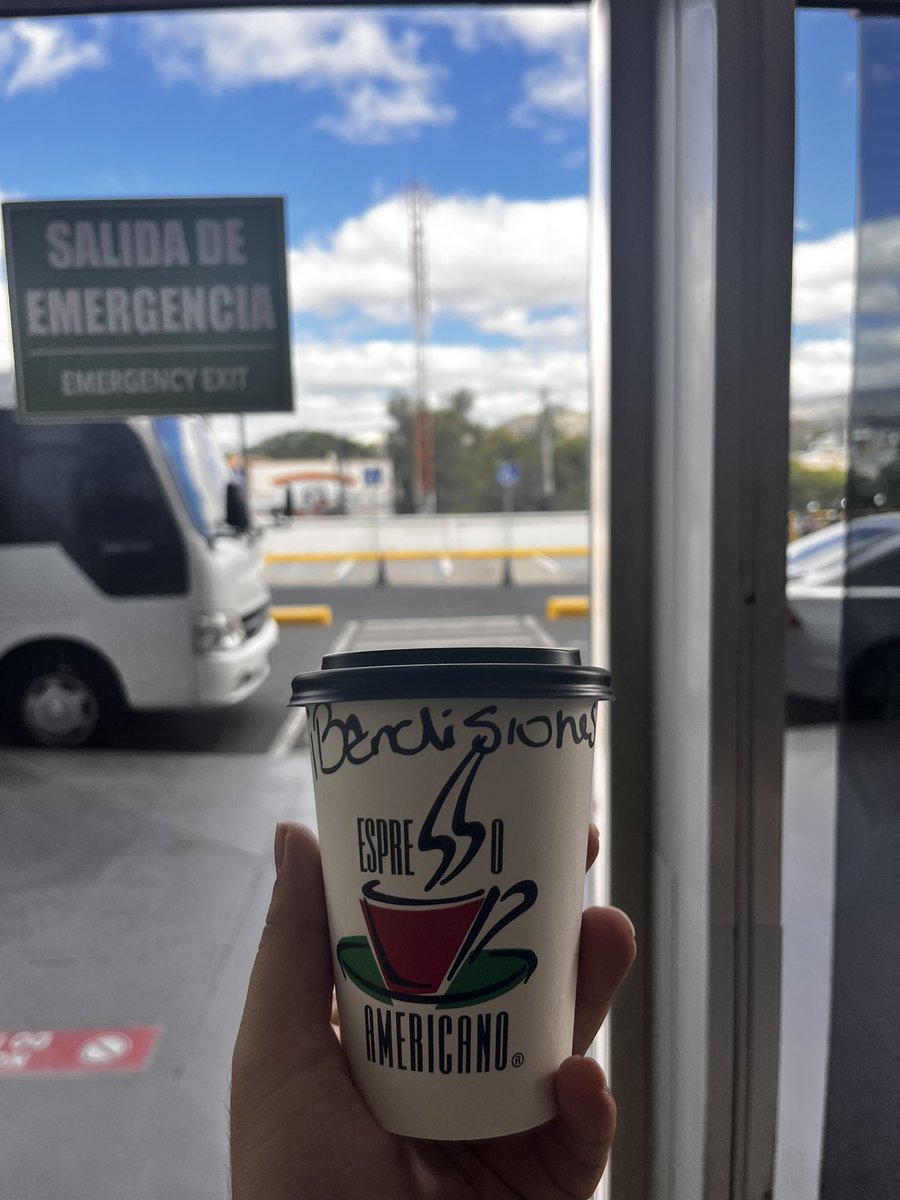 SALIDA DE
EMERGENCIA
EMERGENCY EXIT
¡Bendisiones
ESPRESSO
AMERICANO®